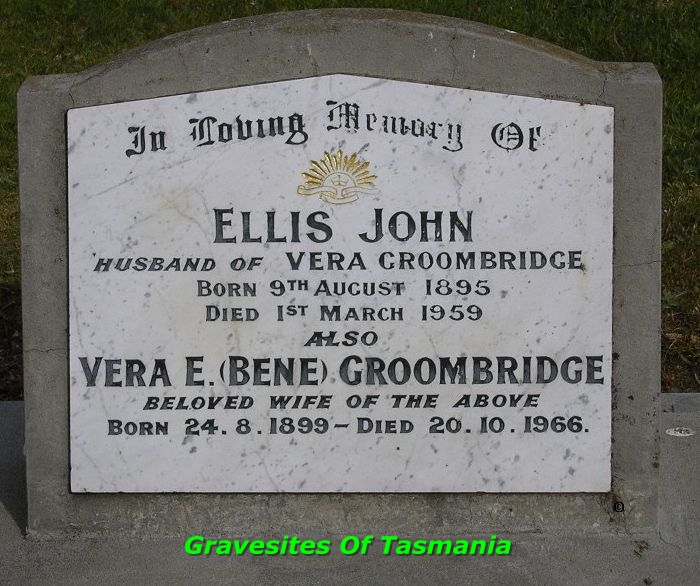 In Loving Memory Of
ELLIS JOHN
HUSBAND OF VERA GROOMBRIDGE
BORN 9TH AUGUST 1895
DIED 1ST MARCH 1959
ALSO
VERA E. (BENE) GROOMBRIDGE
BELOVED WIFE OF THE ABOVE
BORN 24.8.1899 – DIED 20.10.1966.
Gravesites Of Tasmania